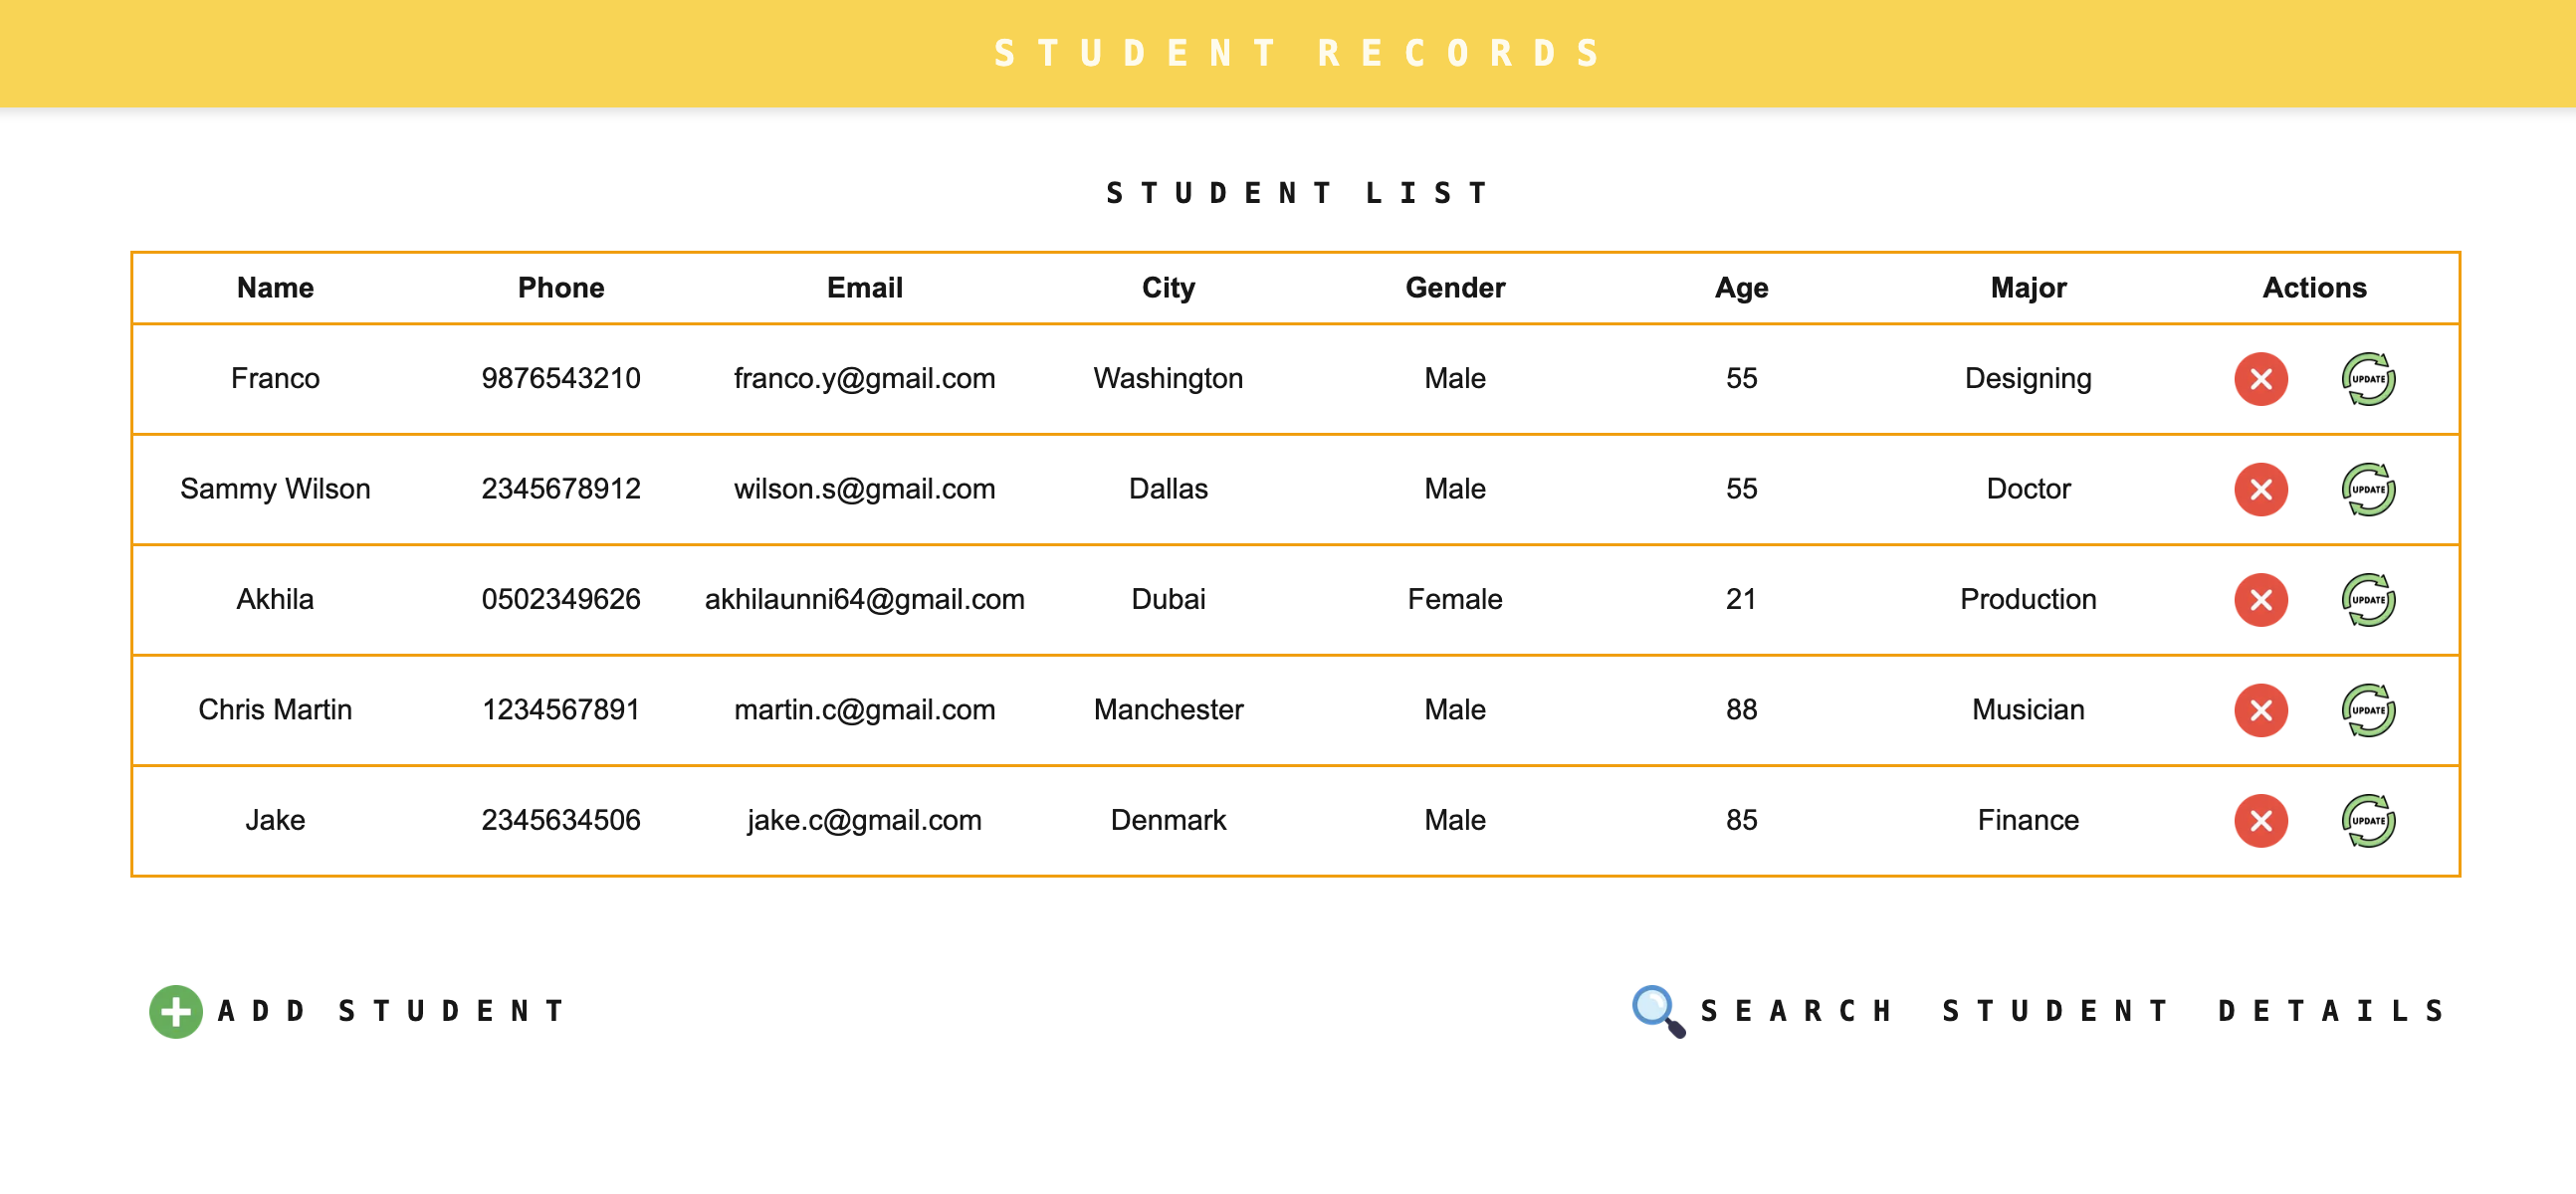 STUDENT RECORDS
STUDENT LIST
Name Phone Email City Gender Age Major Actions
Franco 9876543210 franco.y@gmail.com Washington Male 55 Designing UPDATE
Sammy Wilson 2345678912 wilson.s@gmail.com Dallas Male 55 Doctor UPDATE
Akhila 0502349626 akhilaunni64@gmail.com Dubai Female 21 Production UPDATE
Chris Martin 1234567891 martin.c@gmail.com Manchester Male 88 Musician UPDATE
Jake 2345634506 jake.c@gmail.com Denmark Male 85 Finance UPDATE
ADD STUDENT SEARCH STUDENT DETAILS